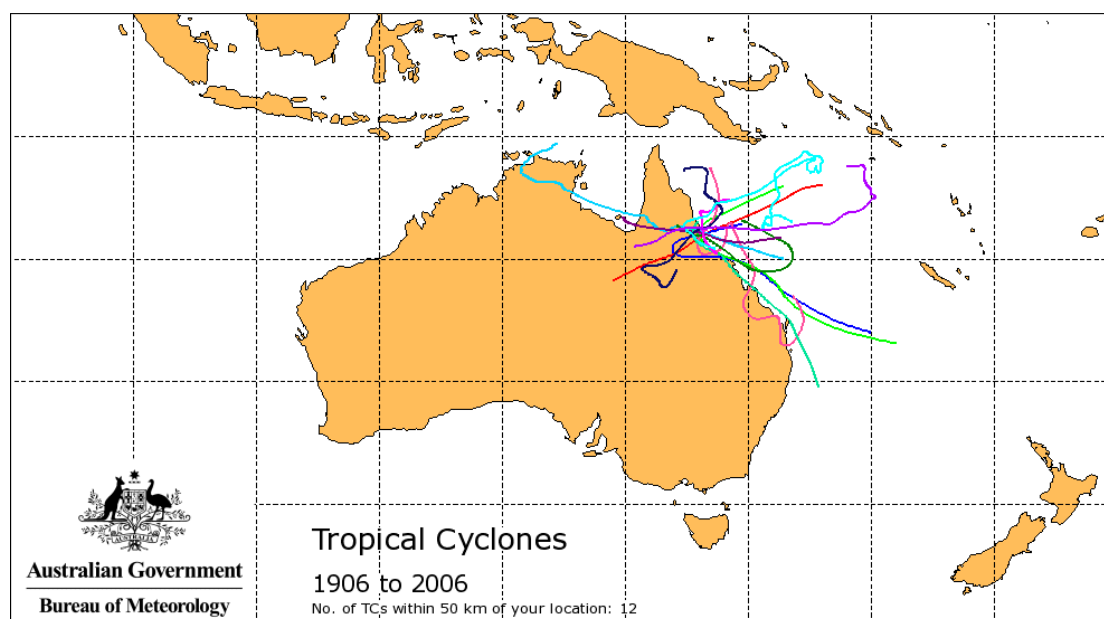 Tropical Cyclones
1906 to 2006
No. of TCs within 50 km of your location: 12
Australian Government
Bureau of Meteorology